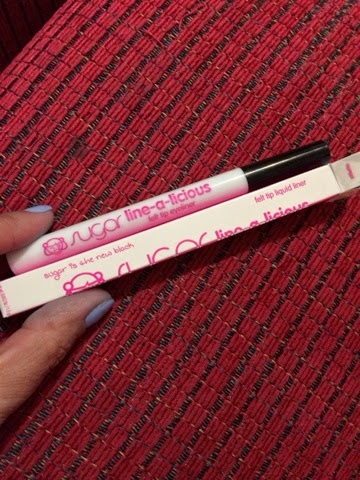 sugar line-a-licious
felt tip eyeliner
sugar is the new black
sugar line-a-licious
felt tip liquid liner